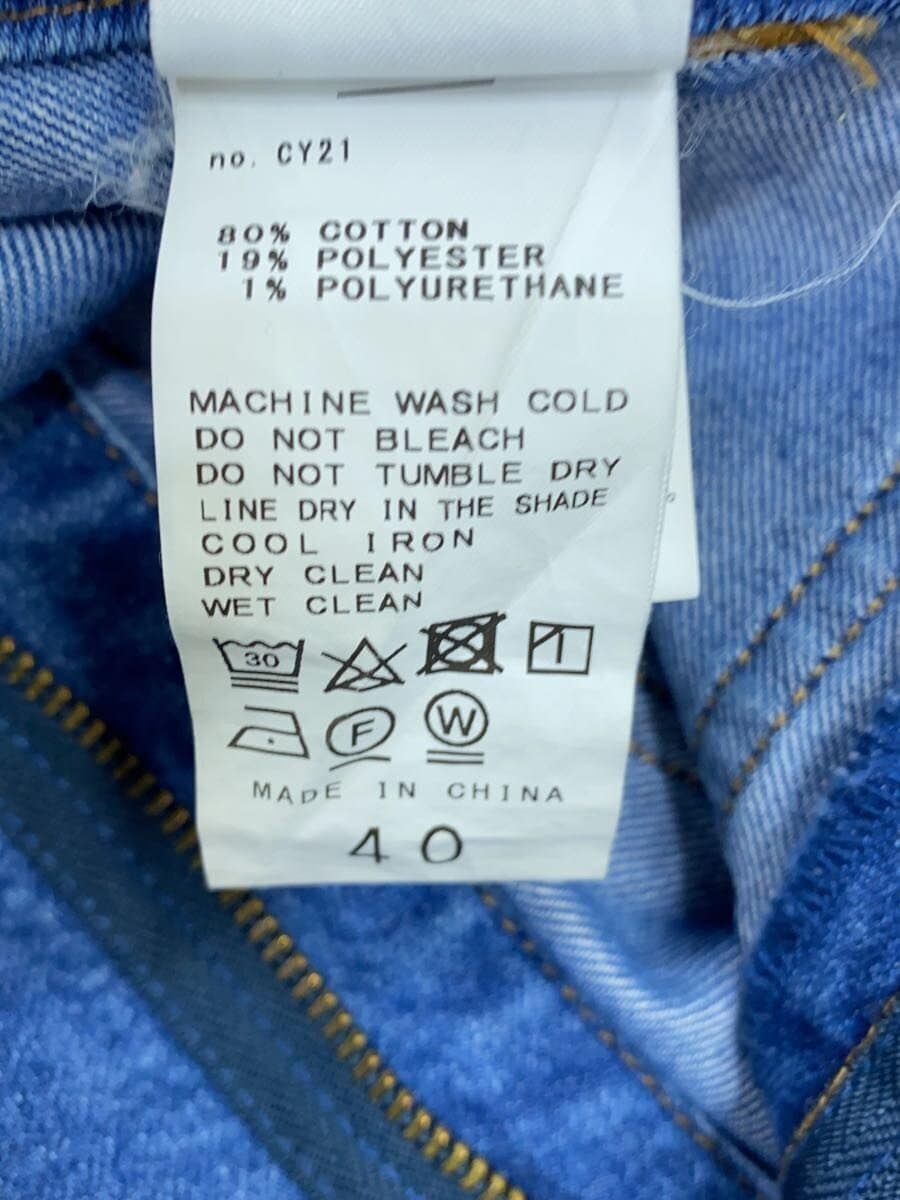 no. CY21
80% COTTON
19% POLYESTER
1% POLYURETHANE
MACHINE WASH COLD
DO NOT BLEACH
DO NOT TUMBLE DRY
LINE DRY IN THE SHADE
COOL IRON
DRY CLEAN
WET CLEAN
30
F W
MADE IN CHINA
40